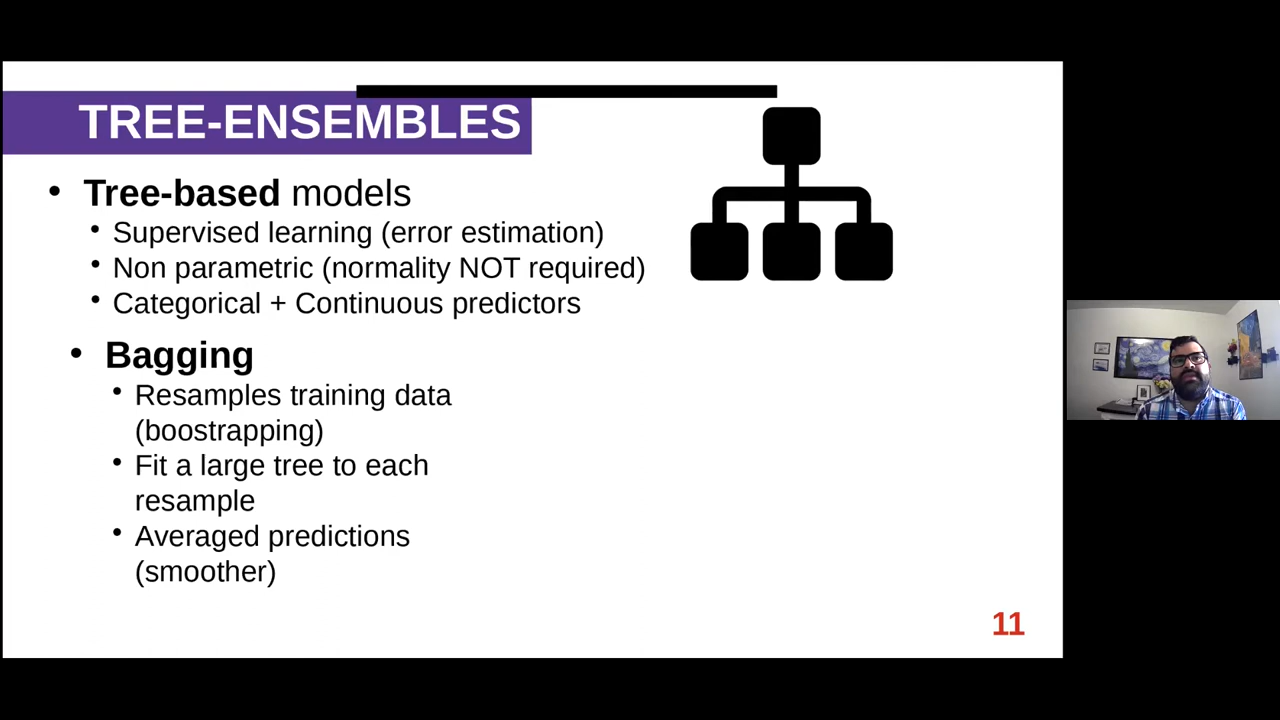 TREE-ENSEMBLES
• Tree-based models
• Supervised learning (error estimation)
• Non parametric (normality NOT required)
• Categorical + Continuous predictors
• Bagging
• Resamples training data
(boostrapping)
• Fit a large tree to each
resample
• Averaged predictions
(smoother)
11